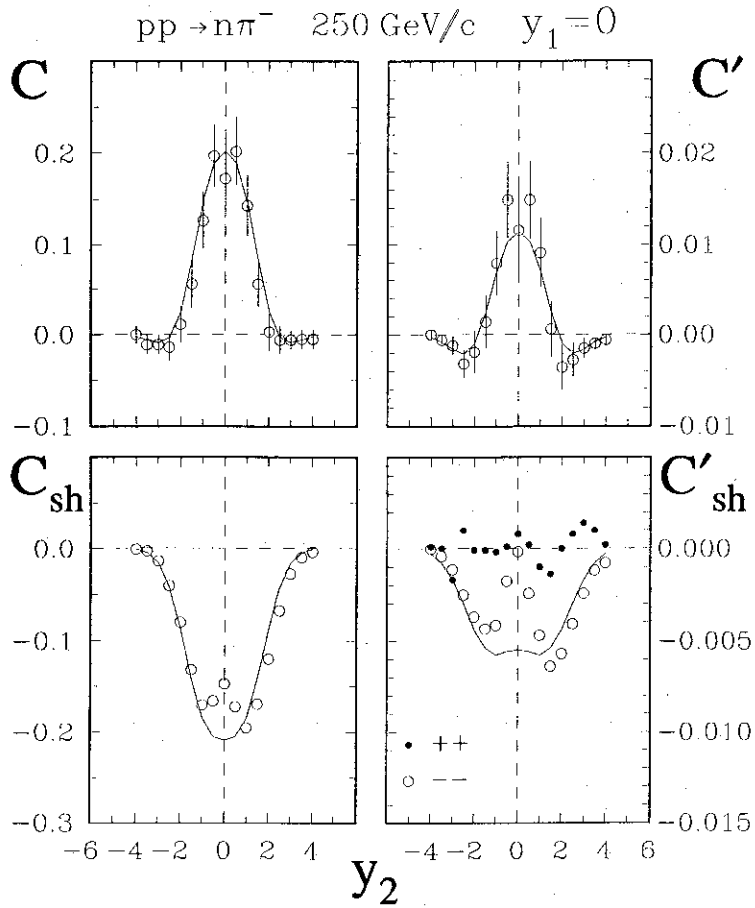 pp → nπ⁻ 250 GeV/c y₁=0
C C′
0.2 0.02
0.1 0.01
0.0 0.00
−0.1 −0.01
C_sh C′_sh
0.0 0.000
−0.1 −0.005
−0.2 −0.010
++
−−
−0.3 −0.015
−6 −4 −2 0 2 4 −4 −2 0 2 4 6
y₂